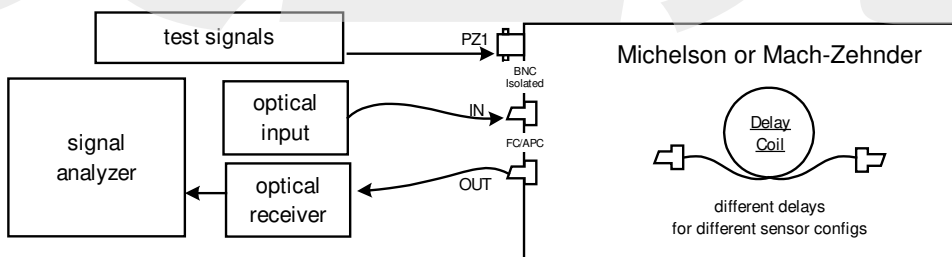 test signals
PZ1
Michelson or Mach-Zehnder
BNC
Isolated
signal
analyzer
optical
input
IN
Delay
Coil
FC/APC
optical
receiver
OUT
different delays
for different sensor configs